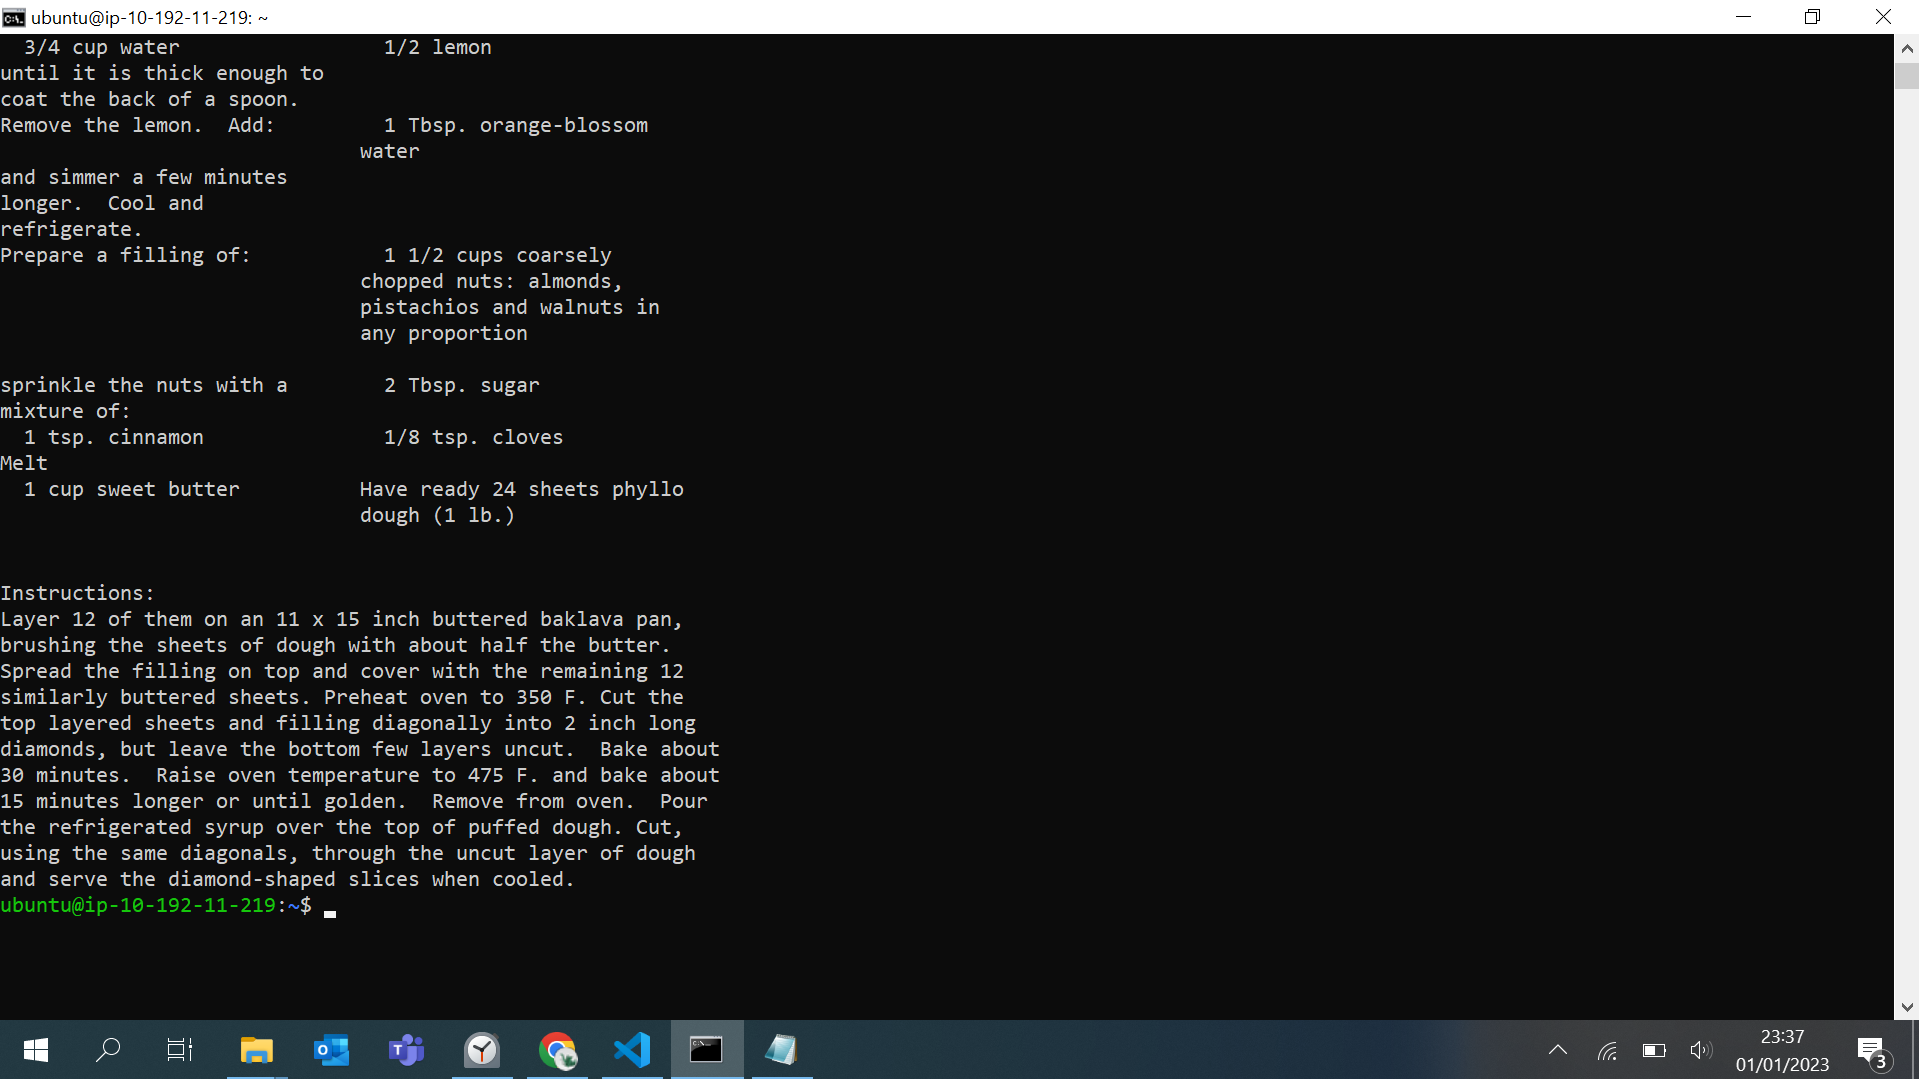 ubuntu@ip-10-192-11-219: ~
  3/4 cup water                 1/2 lemon
until it is thick enough to
coat the back of a spoon.
Remove the lemon.  Add:         1 Tbsp. orange-blossom
                              water
and simmer a few minutes
longer.  Cool and
refrigerate.
Prepare a filling of:           1 1/2 cups coarsely
                              chopped nuts: almonds,
                              pistachios and walnuts in
                              any proportion
sprinkle the nuts with a        2 Tbsp. sugar
mixture of:
  1 tsp. cinnamon               1/8 tsp. cloves
Melt
  1 cup sweet butter          Have ready 24 sheets phyllo
                              dough (1 lb.)
Instructions:
Layer 12 of them on an 11 x 15 inch buttered baklava pan,
brushing the sheets of dough with about half the butter.
Spread the filling on top and cover with the remaining 12
similarly buttered sheets. Preheat oven to 350 F. Cut the
top layered sheets and filling diagonally into 2 inch long
diamonds, but leave the bottom few layers uncut.  Bake about
30 minutes.  Raise oven temperature to 475 F. and bake about
15 minutes longer or until golden.  Remove from oven.  Pour
the refrigerated syrup over the top of puffed dough. Cut,
using the same diagonals, through the uncut layer of dough
and serve the diamond-shaped slices when cooled.
ubuntu@ip-10-192-11-219:~$
23:37
01/01/2023
3